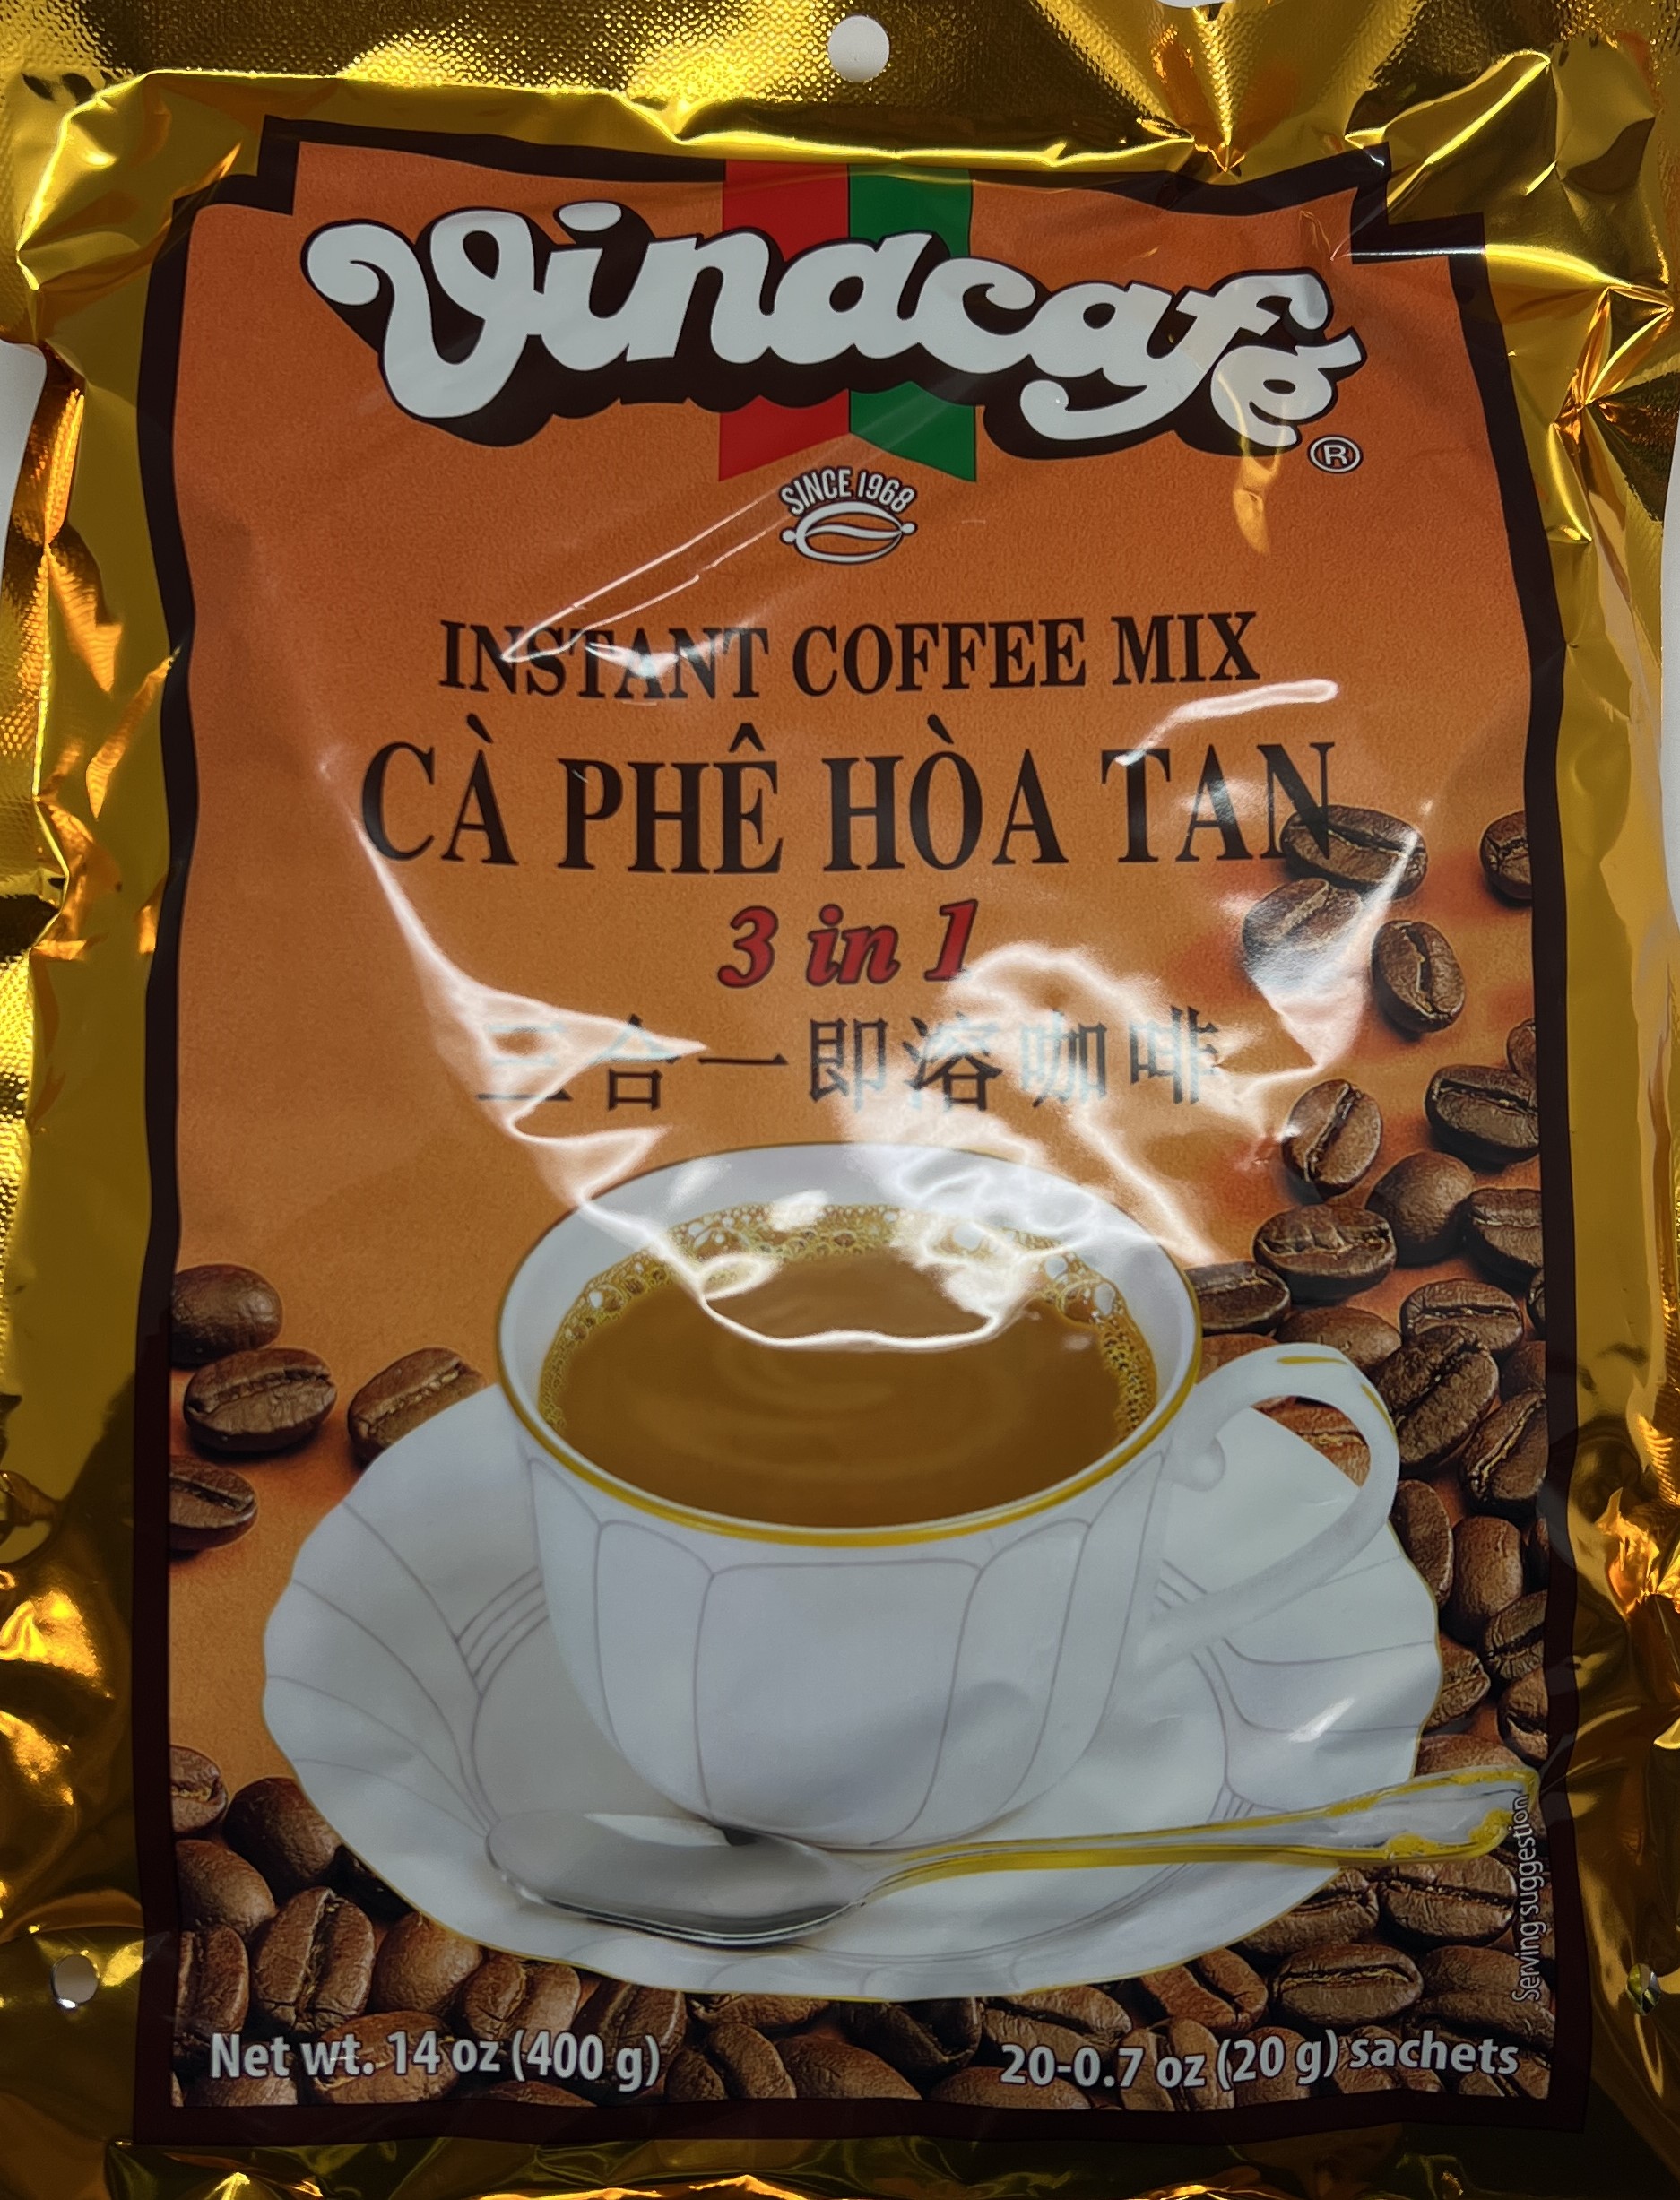 Vinacafé
®
SINCE 1968
INSTANT COFFEE MIX
CÀ PHÊ HÒA TAN
3 in 1
三合一即溶咖啡
Serving suggestion
Net wt. 14 oz (400 g)
20-0.7 oz (20 g) sachets